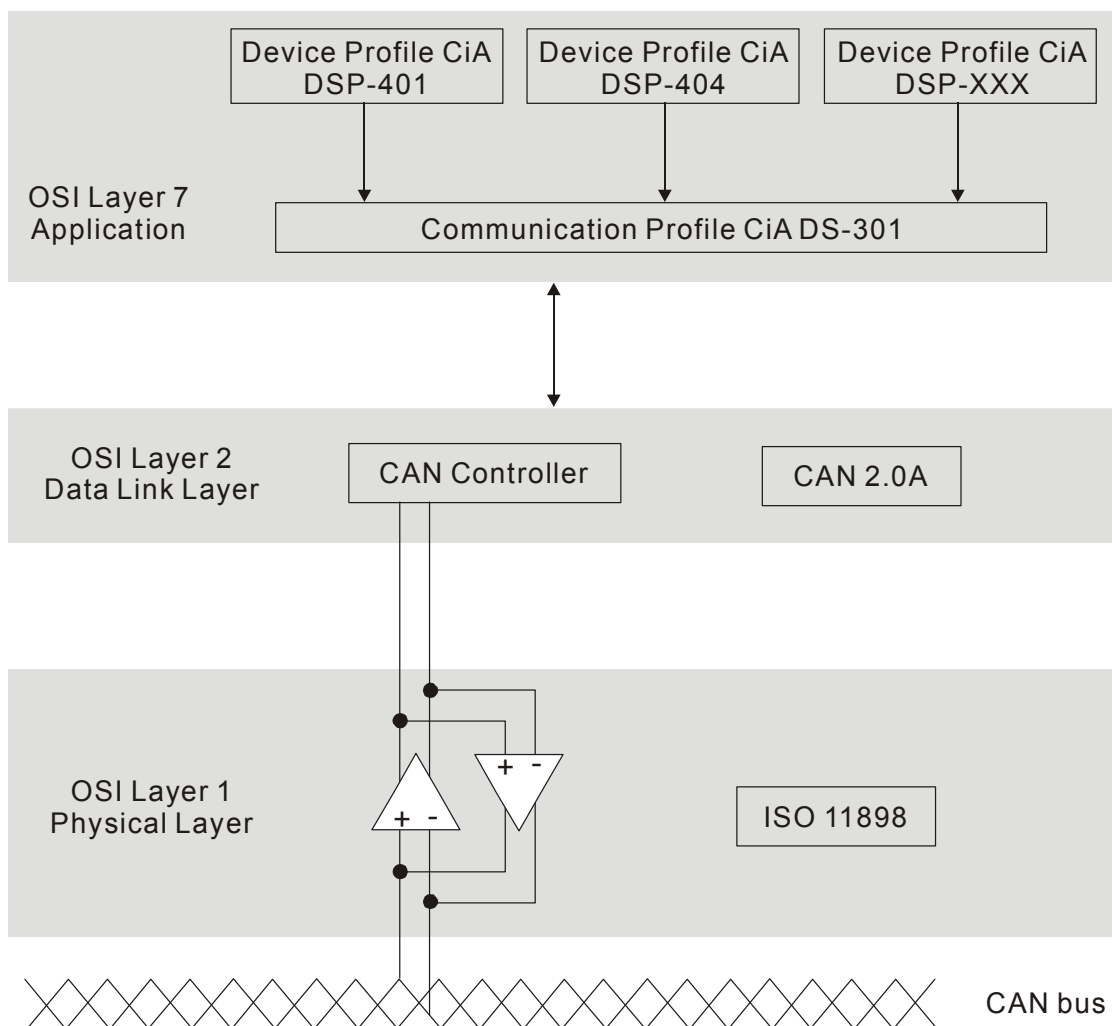 Device Profile CiA
DSP-401
Device Profile CiA
DSP-404
Device Profile CiA
DSP-XXX
OSI Layer 7
Application
Communication Profile CiA DS-301
OSI Layer 2
Data Link Layer
CAN Controller
CAN 2.0A
OSI Layer 1
Physical Layer
+ -
+ -
ISO 11898
CAN bus